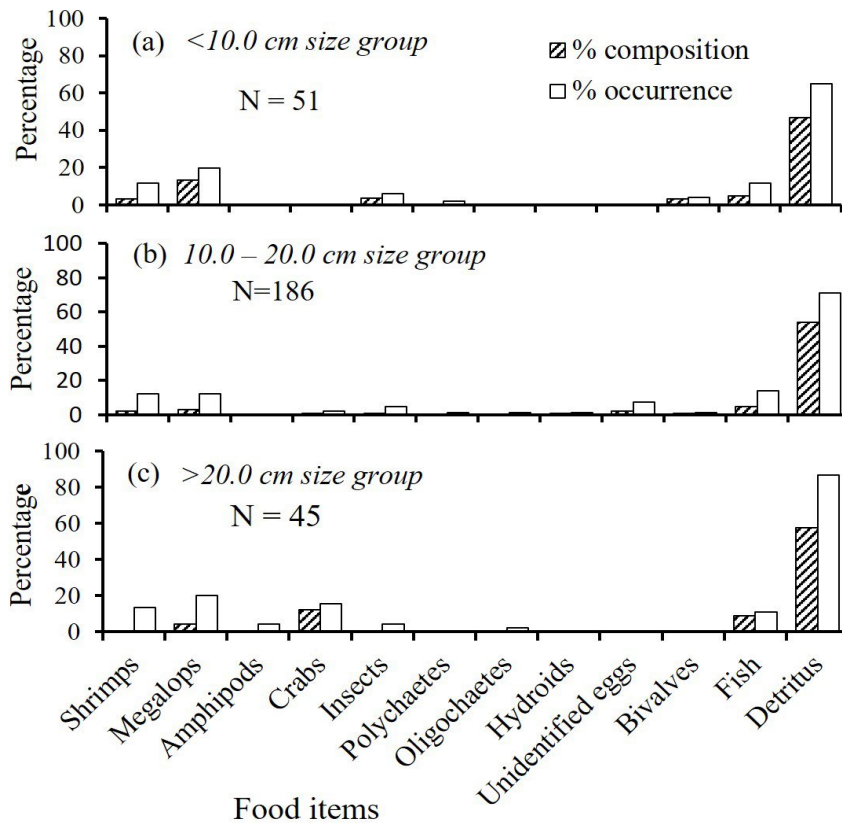 Percentage
100
80
60
40
20
0
(a) <10.0 cm size group
N = 51
% composition
% occurrence
Percentage
100
80
60
40
20
0
(b) 10.0 – 20.0 cm size group
N=186
Percentage
100
80
60
40
20
0
(c) >20.0 cm size group
N = 45
Shrimps
Megalops
Amphipods
Crabs
Insects
Polychaetes
Oligochaetes
Hydroids
Unidentified eggs
Bivalves
Fish
Detritus
Food items